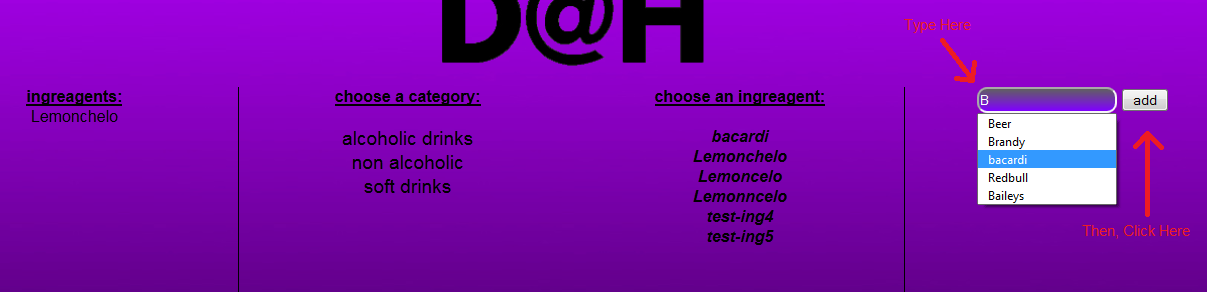 D@H
Type Here
ingreagents:
Lemonchelo
choose a category:
alcoholic drinks
non alcoholic
soft drinks
choose an ingreagent:
bacardi
Lemonchelo
Lemoncelo
Lemonncelo
test-ing4
test-ing5
B
add
Beer
Brandy
bacardi
Redbull
Baileys
Then, Click Here